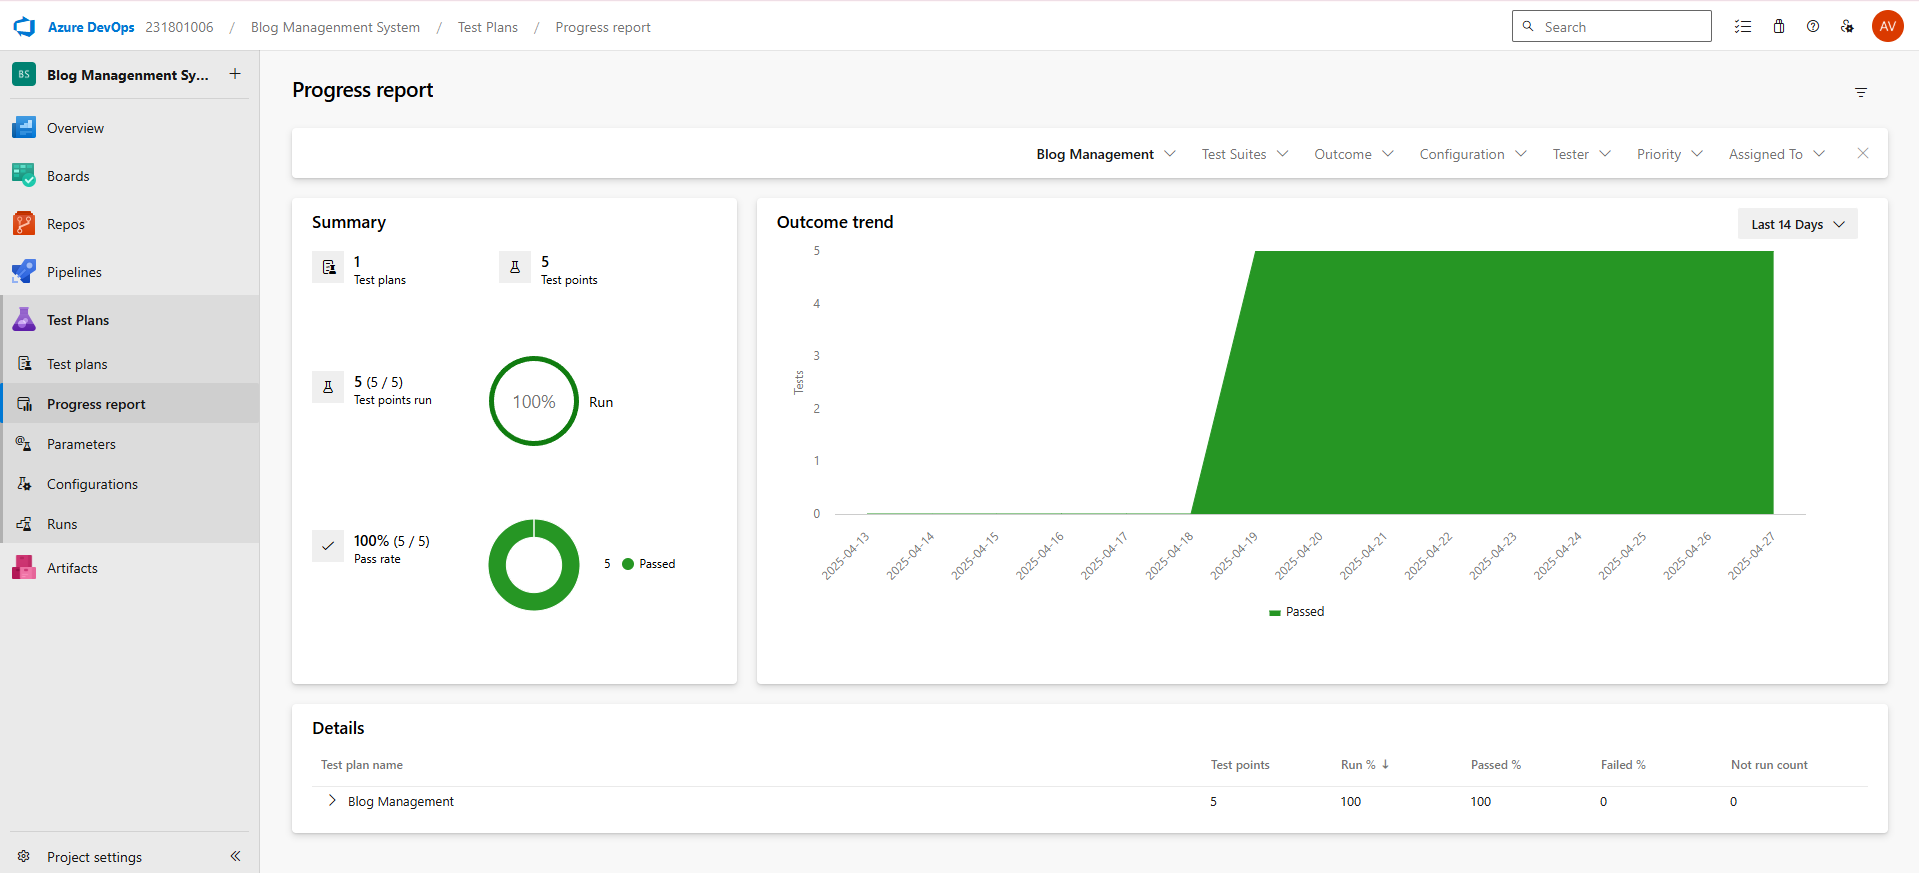 Azure DevOps 231801006 / Blog Managenment System / Test Plans / Progress report
Search
AV
BS Blog Managenment Sy... +
Overview
Boards
Repos
Pipelines
Test Plans
Test plans
Progress report
Parameters
Configurations
Runs
Artifacts
Project settings
Progress report
Blog Management Test Suites Outcome Configuration Tester Priority Assigned To
Summary
1
Test plans
5
Test points
5 (5 / 5)
Test points run
100%
Run
100% (5 / 5)
Pass rate
5 Passed
Outcome trend
Last 14 Days
5
4
3
2
1
0
Tests
2025-04-13
2025-04-14
2025-04-15
2025-04-16
2025-04-17
2025-04-18
2025-04-19
2025-04-20
2025-04-21
2025-04-22
2025-04-23
2025-04-24
2025-04-25
2025-04-26
2025-04-27
Passed
Details
Test plan name Test points Run % ↓ Passed % Failed % Not run count
Blog Management 5 100 100 0 0